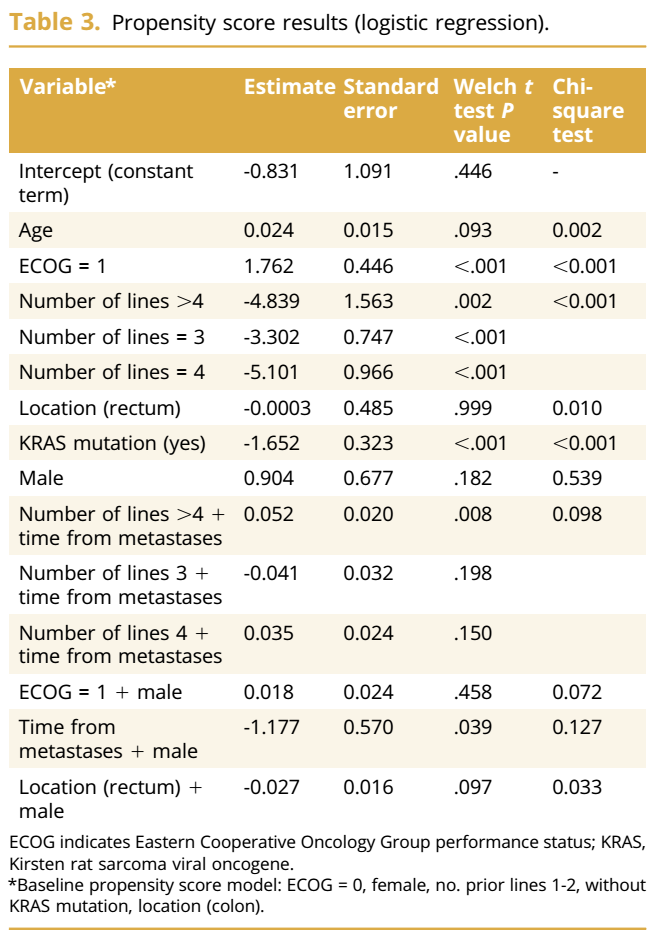 Table 3. Propensity score results (logistic regression).
Variable* Estimate Standard error Welch t test P value Chi-square test
Intercept (constant term) -0.831 1.091 .446 -
Age 0.024 0.015 .093 0.002
ECOG = 1 1.762 0.446 <.001 <0.001
Number of lines >4 -4.839 1.563 .002 <0.001
Number of lines = 3 -3.302 0.747 <.001
Number of lines = 4 -5.101 0.966 <.001
Location (rectum) -0.0003 0.485 .999 0.010
KRAS mutation (yes) -1.652 0.323 <.001 <0.001
Male 0.904 0.677 .182 0.539
Number of lines >4 + time from metastases 0.052 0.020 .008 0.098
Number of lines 3 + time from metastases -0.041 0.032 .198
Number of lines 4 + time from metastases 0.035 0.024 .150
ECOG = 1 + male 0.018 0.024 .458 0.072
Time from metastases + male -1.177 0.570 .039 0.127
Location (rectum) + male -0.027 0.016 .097 0.033
ECOG indicates Eastern Cooperative Oncology Group performance status; KRAS,
Kirsten rat sarcoma viral oncogene.
*Baseline propensity score model: ECOG = 0, female, no. prior lines 1-2, without
KRAS mutation, location (colon).